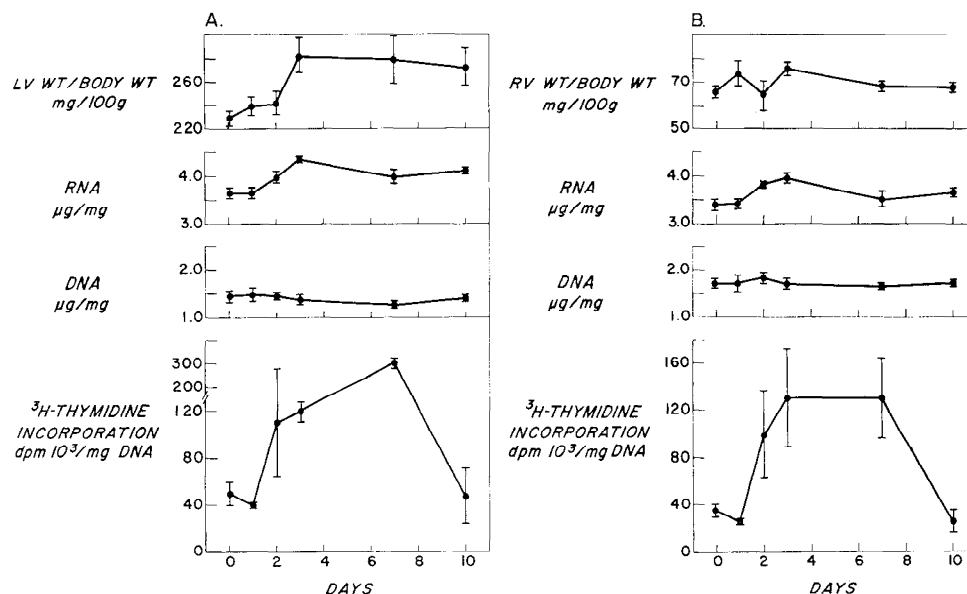 A.
LV WT/BODY WT
mg/100g
260
220
RNA
µg/mg
4.0
3.0
DNA
µg/mg
2.0
1.0
³H-THYMIDINE
INCORPORATION
dpm 10³/mg DNA
300
200
120
80
40
0
0 2 4 6 8 10
DAYS
B.
RV WT/BODY WT
mg/100g
70
50
RNA
µg/mg
4.0
3.0
DNA
µg/mg
2.0
1.0
³H-THYMIDINE
INCORPORATION
dpm 10³/mg DNA
160
120
80
40
0
0 2 4 6 8 10
DAYS